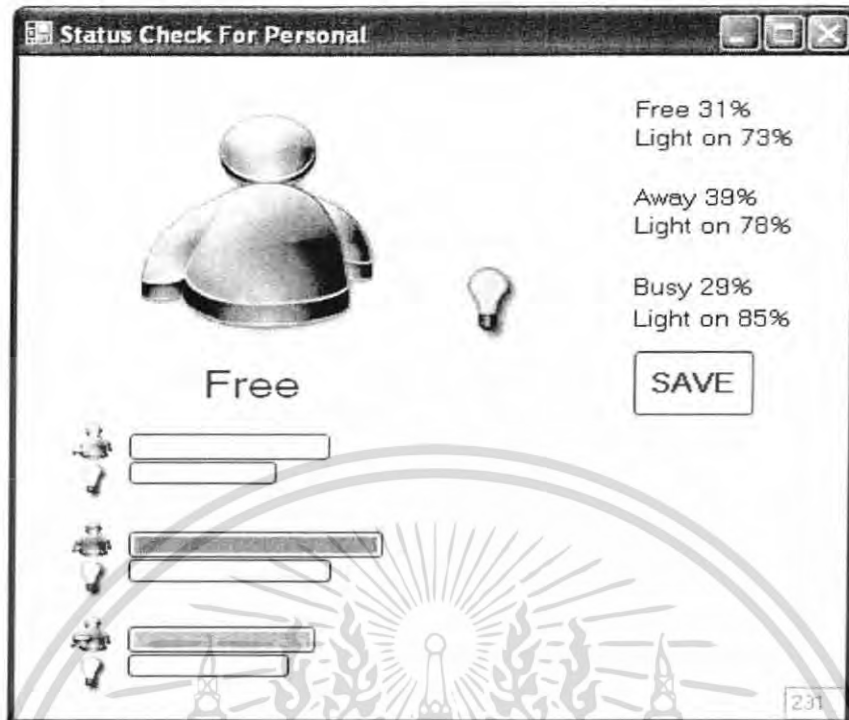 Status Check For Personal
Free 31%
Light on 73%
Away 39%
Light on 78%
Busy 29%
Light on 85%
SAVE
Free
231